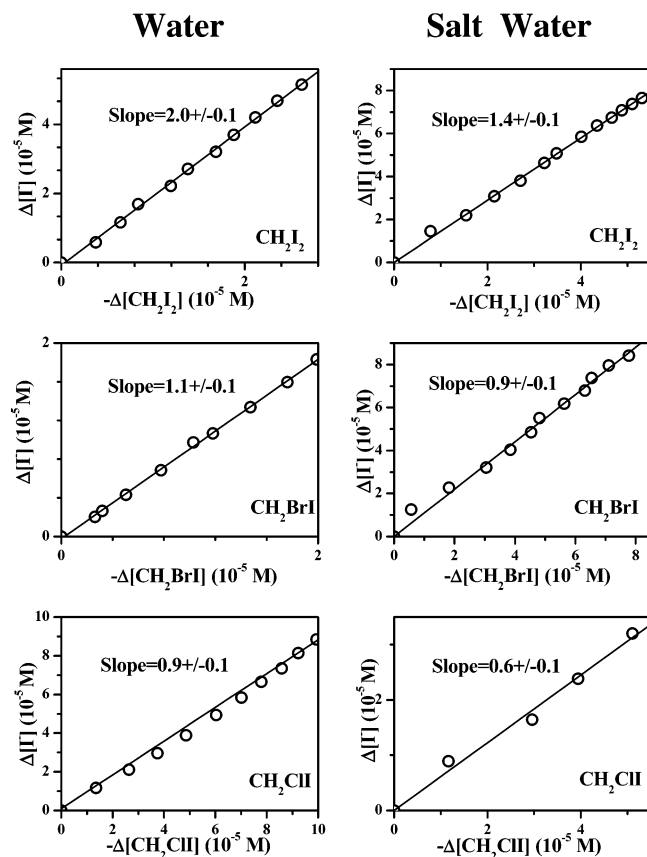 Water
Salt Water
Δ[I⁻] (10⁻⁵ M)
4
2
0
Slope=2.0+/-0.1
CH₂I₂
0 2
-Δ[CH₂I₂] (10⁻⁵ M)
Δ[I⁻] (10⁻⁵ M)
8
6
4
2
0
Slope=1.4+/-0.1
CH₂I₂
0 2 4
-Δ[CH₂I₂] (10⁻⁵ M)
Δ[I⁻] (10⁻⁵ M)
2
0
Slope=1.1+/-0.1
CH₂BrI
0 2
-Δ[CH₂BrI] (10⁻⁵ M)
Δ[I⁻] (10⁻⁵ M)
8
6
4
2
0
Slope=0.9+/-0.1
CH₂BrI
0 2 4 6 8
-Δ[CH₂BrI] (10⁻⁵ M)
Δ[I⁻] (10⁻⁵ M)
10
8
6
4
2
0
Slope=0.9+/-0.1
CH₂ClI
0 2 4 6 8 10
-Δ[CH₂ClI] (10⁻⁵ M)
Δ[I⁻] (10⁻⁵ M)
2
0
Slope=0.6+/-0.1
CH₂ClI
0 2 4
-Δ[CH₂ClI] (10⁻⁵ M)